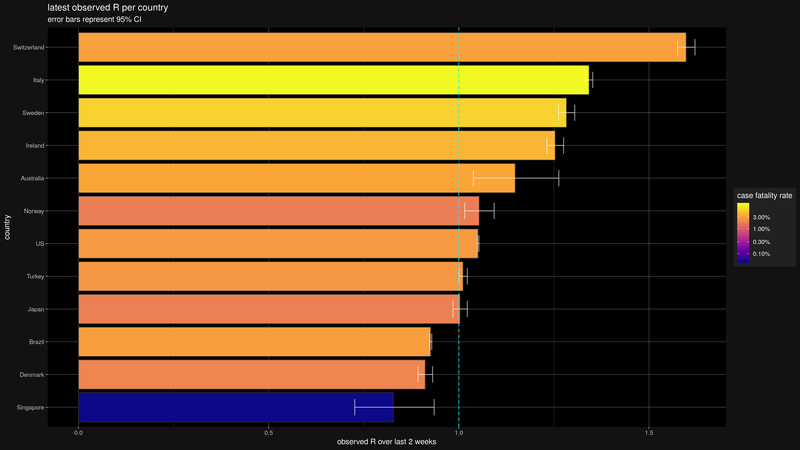 latest observed R per country
error bars represent 95% CI
country
Switzerland
Italy
Sweden
Ireland
Australia
Norway
US
Turkey
Japan
Brazil
Denmark
Singapore
0.0
0.5
1.0
1.5
observed R over last 2 weeks
case fatality rate
3.00%
1.00%
0.30%
0.10%